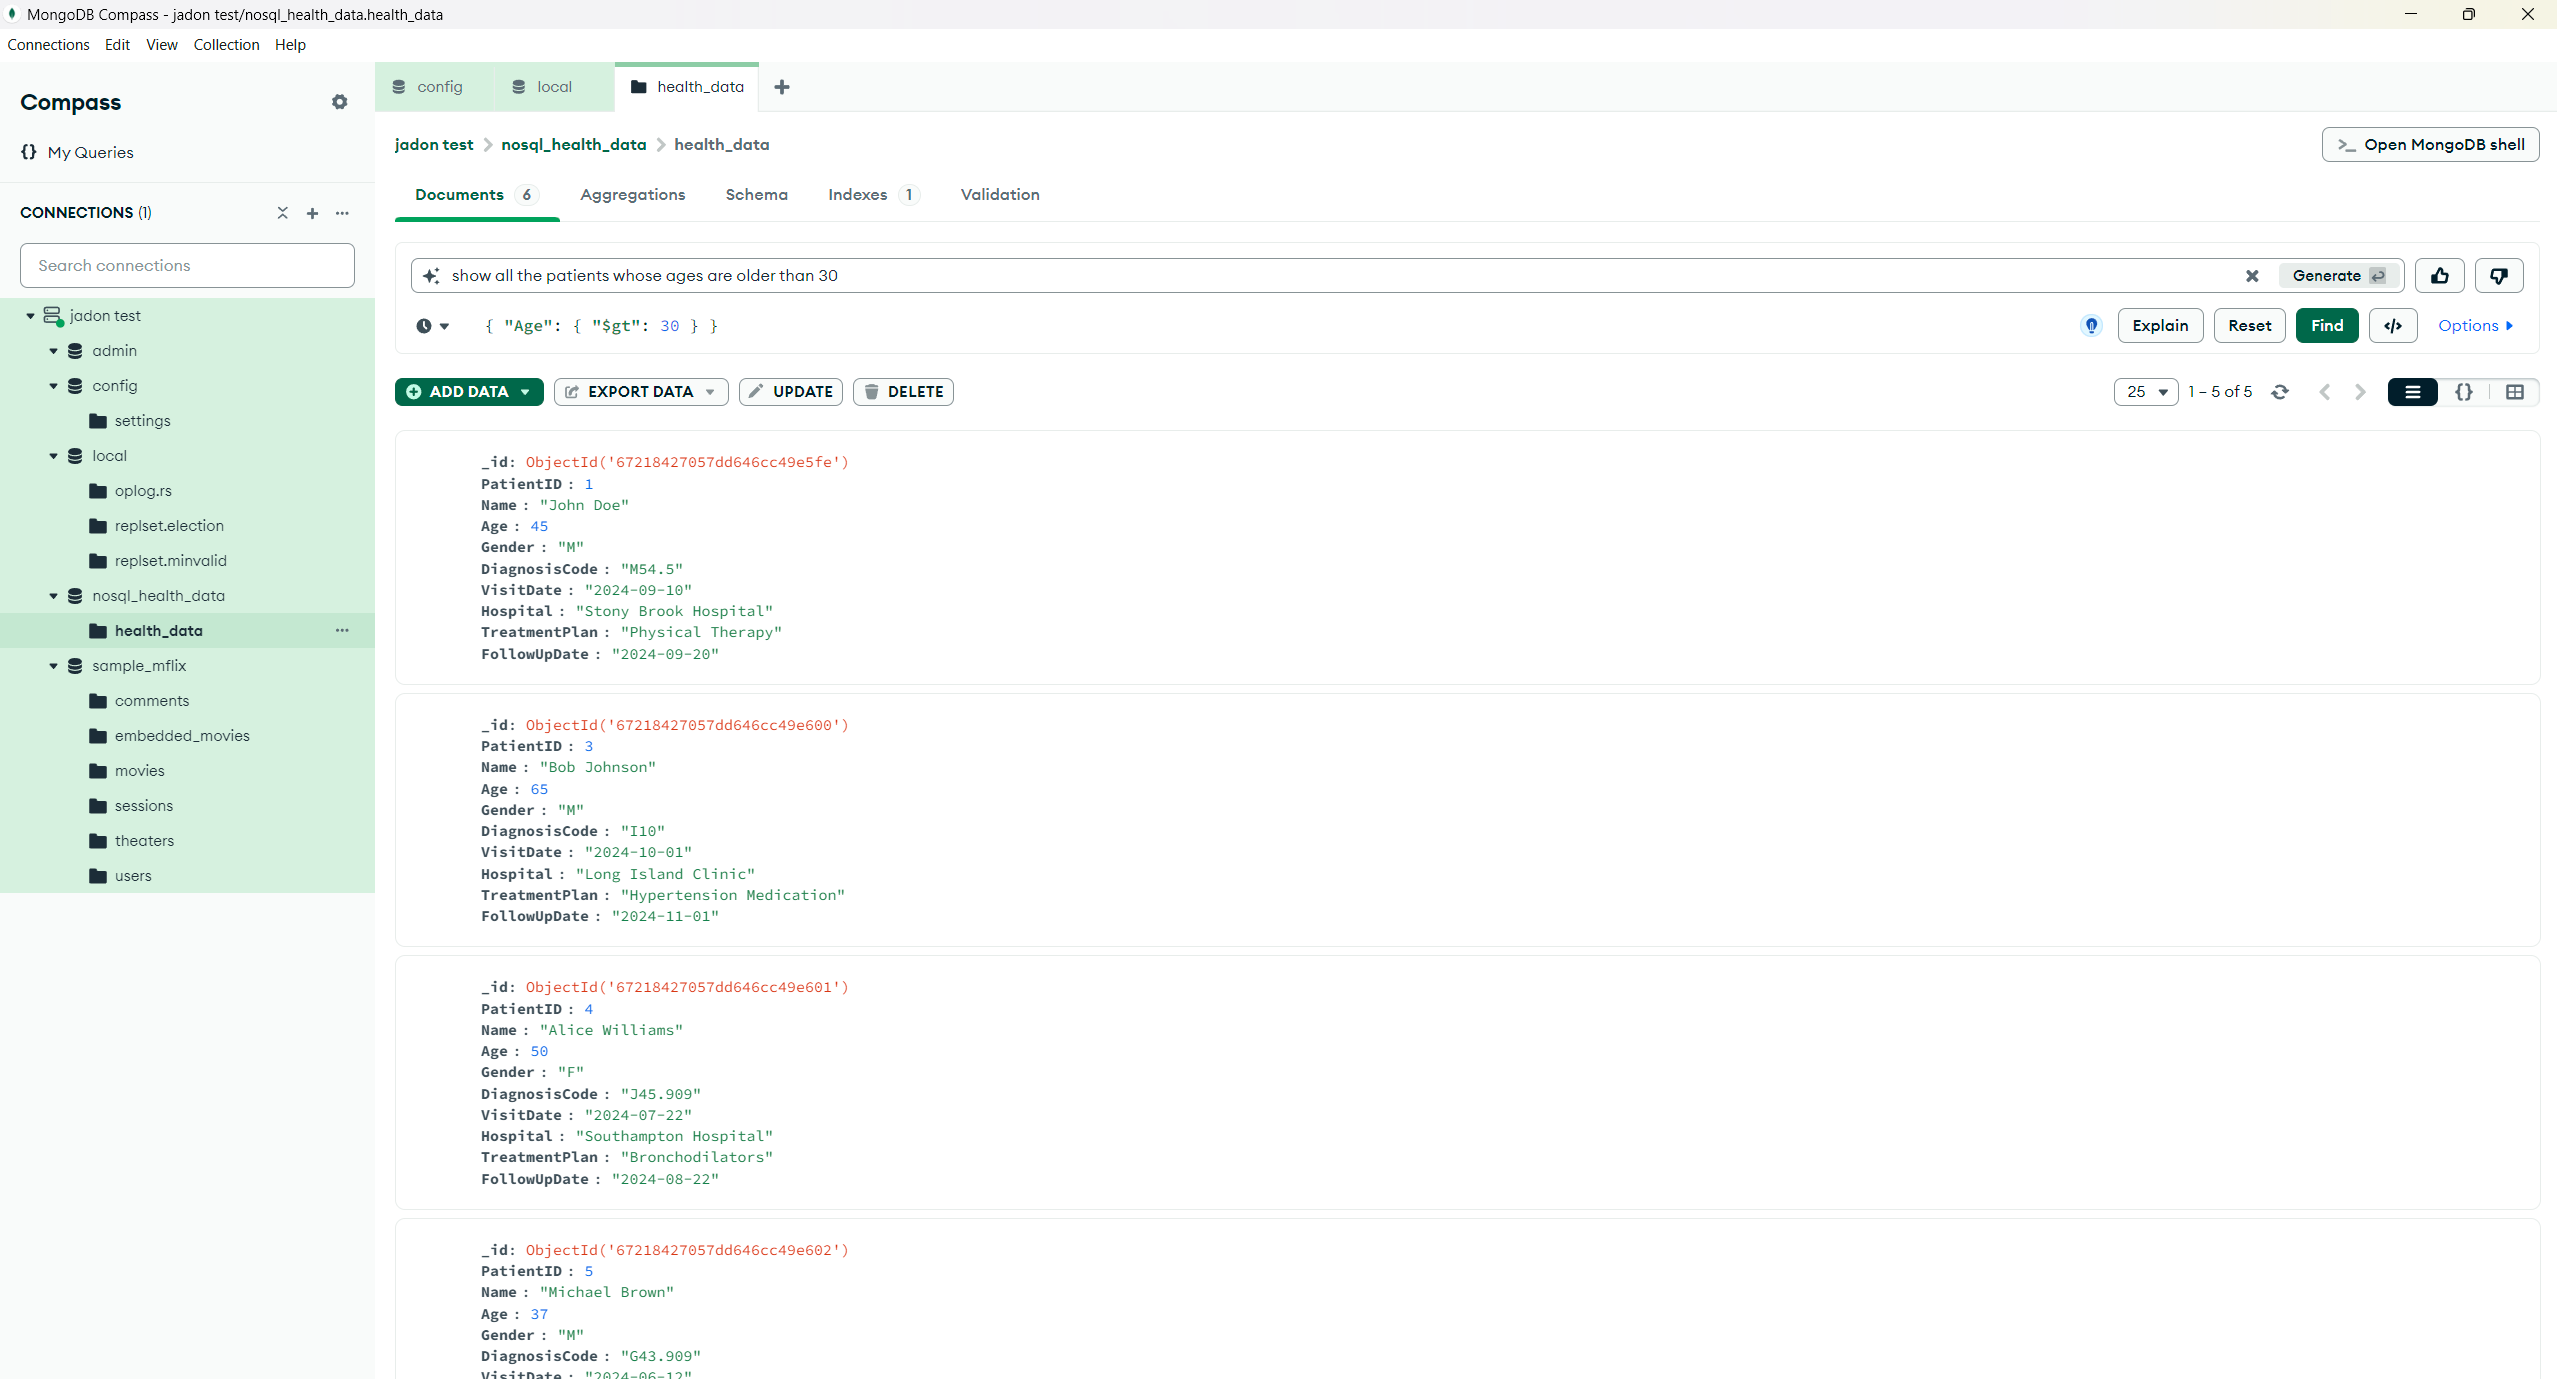 MongoDB Compass - jadon test/nosql_health_data.health_data
Connections Edit View Collection Help
Compass
{} My Queries
CONNECTIONS (1)
Search connections
jadon test
admin
config
settings
local
oplog.rs
replset.election
replset.minvalid
nosql_health_data
health_data
sample_mflix
comments
embedded_movies
movies
sessions
theaters
users
config local health_data
jadon test > nosql_health_data > health_data
>_ Open MongoDB shell
Documents 6 Aggregations Schema Indexes 1 Validation
show all the patients whose ages are older than 30
Generate
{ "Age": { "$gt": 30 } }
Explain Reset Find </> Options
ADD DATA EXPORT DATA UPDATE DELETE
25 1 – 5 of 5 {}
_id: ObjectId('67218427057dd646cc49e5fe')
PatientID : 1
Name : "John Doe"
Age : 45
Gender : "M"
DiagnosisCode : "M54.5"
VisitDate : "2024-09-10"
Hospital : "Stony Brook Hospital"
TreatmentPlan : "Physical Therapy"
FollowUpDate : "2024-09-20"
_id: ObjectId('67218427057dd646cc49e600')
PatientID : 3
Name : "Bob Johnson"
Age : 65
Gender : "M"
DiagnosisCode : "I10"
VisitDate : "2024-10-01"
Hospital : "Long Island Clinic"
TreatmentPlan : "Hypertension Medication"
FollowUpDate : "2024-11-01"
_id: ObjectId('67218427057dd646cc49e601')
PatientID : 4
Name : "Alice Williams"
Age : 50
Gender : "F"
DiagnosisCode : "J45.909"
VisitDate : "2024-07-22"
Hospital : "Southampton Hospital"
TreatmentPlan : "Bronchodilators"
FollowUpDate : "2024-08-22"
_id: ObjectId('67218427057dd646cc49e602')
PatientID : 5
Name : "Michael Brown"
Age : 37
Gender : "M"
DiagnosisCode : "G43.909"
VisitDate : "2024-06-12"